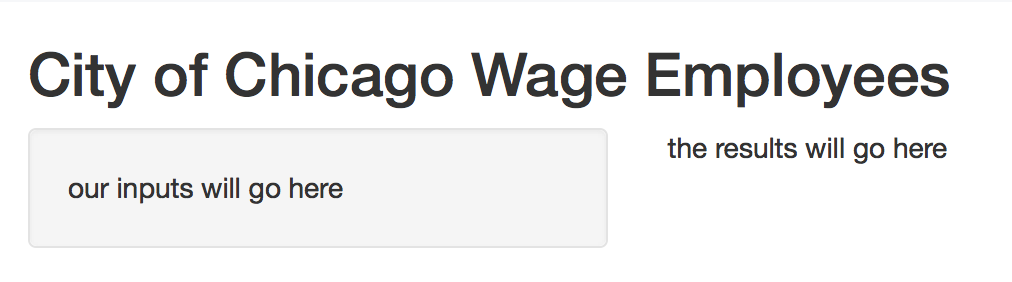 City of Chicago Wage Employees
our inputs will go here
the results will go here